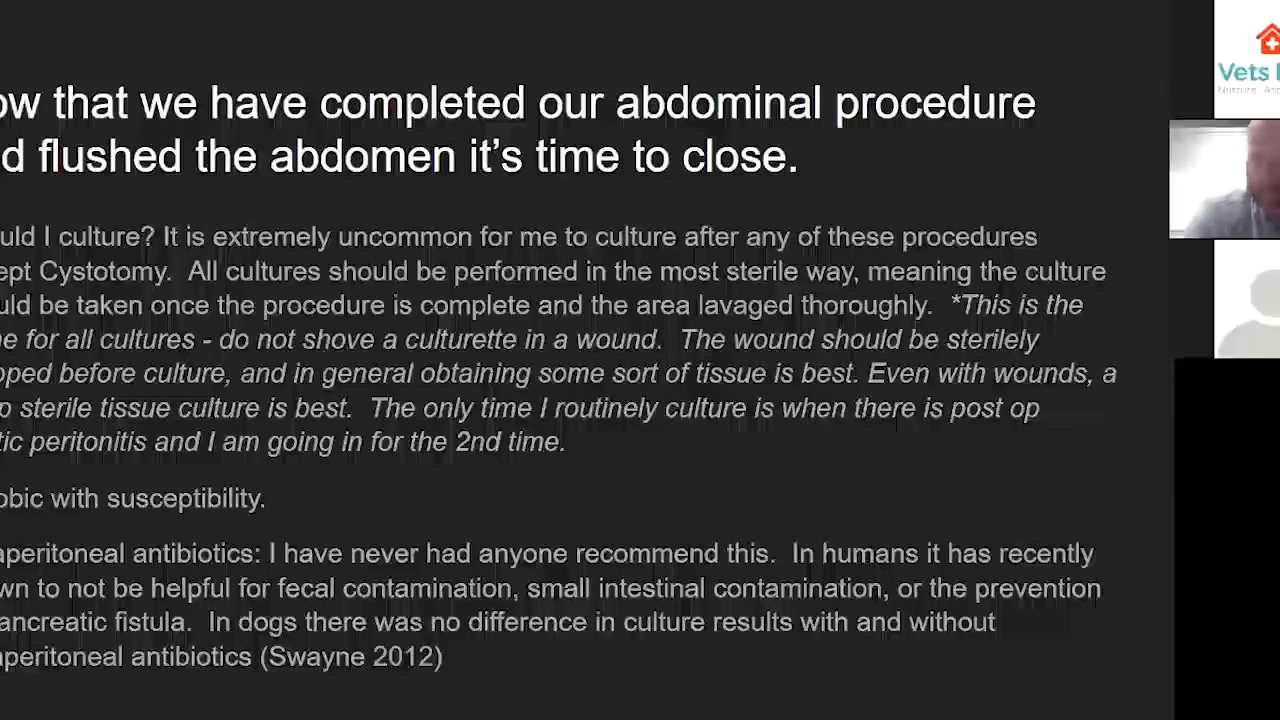 ow that we have completed our abdominal procedure
d flushed the abdomen it's time to close.
uld I culture? It is extremely uncommon for me to culture after any of these procedures
ept Cystotomy. All cultures should be performed in the most sterile way, meaning the culture
uld be taken once the procedure is complete and the area lavaged thoroughly. *This is the
e for all cultures - do not shove a culturette in a wound. The wound should be sterilely
pped before culture, and in general obtaining some sort of tissue is best. Even with wounds, a
p sterile tissue culture is best. The only time I routinely culture is when there is post op
tic peritonitis and I am going in for the 2nd time.
obic with susceptibility.
aperitoneal antibiotics: I have never had anyone recommend this. In humans it has recently
wn to not be helpful for fecal contamination, small intestinal contamination, or the prevention
ancreatic fistula. In dogs there was no difference in culture results with and without
aperitoneal antibiotics (Swayne 2012)
Vets
Nurture. As